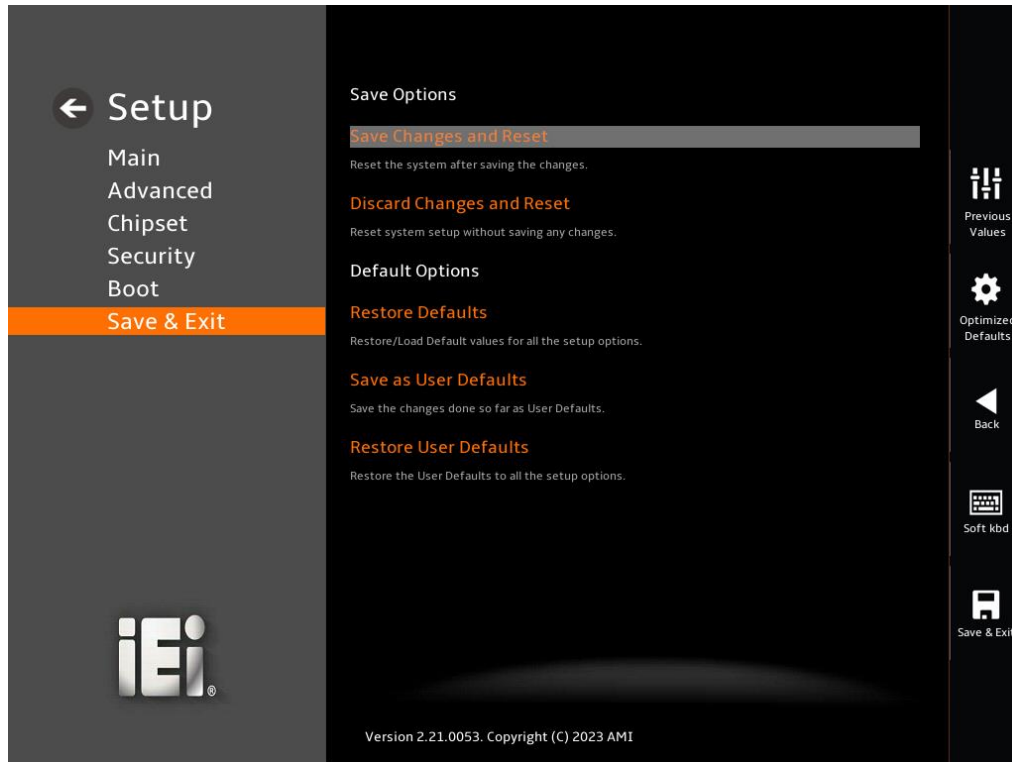 Setup
Main
Advanced
Chipset
Security
Boot
Save & Exit
iEi®
Save Options
Save Changes and Reset
Reset the system after saving the changes.
Discard Changes and Reset
Reset system setup without saving any changes.
Default Options
Restore Defaults
Restore/Load Default values for all the setup options.
Save as User Defaults
Save the changes done so far as User Defaults.
Restore User Defaults
Restore the User Defaults to all the setup options.
Version 2.21.0053. Copyright (C) 2023 AMI
Previous
Values
Optimized
Defaults
Back
Soft kbd
Save & Exit